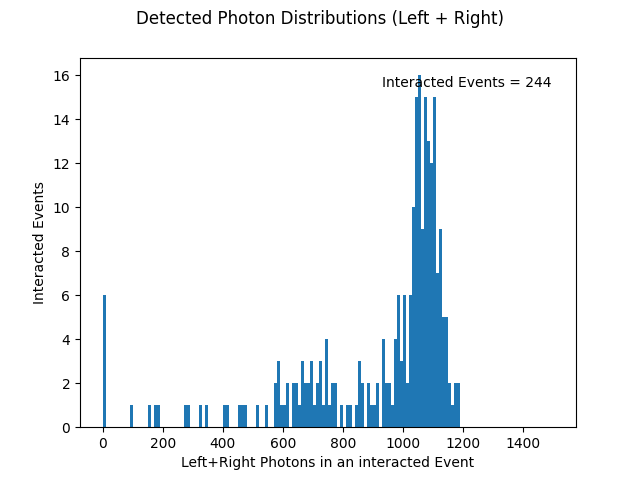 Detected Photon Distributions (Left + Right)
Interacted Events = 244
Interacted Events
16
14
12
10
8
6
4
2
0
0 200 400 600 800 1000 1200 1400
Left+Right Photons in an interacted Event